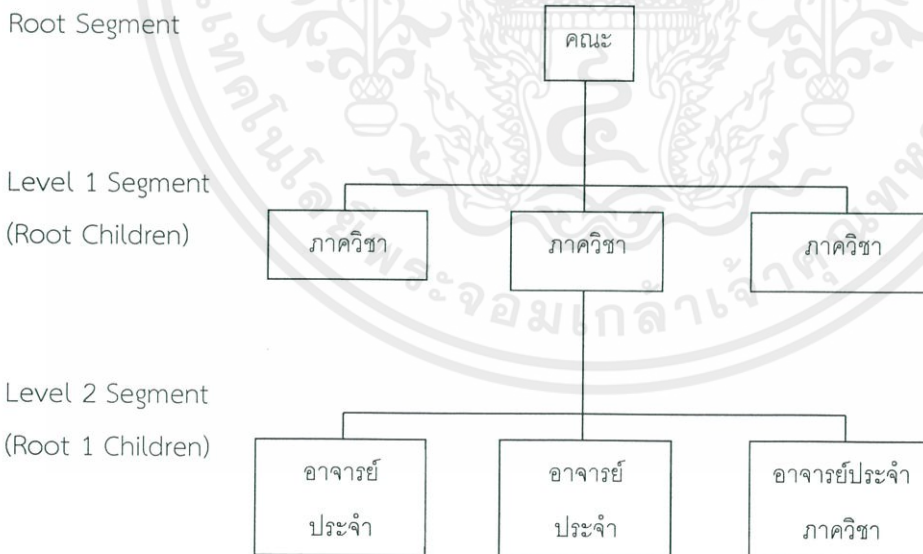 Root Segment
คณะ
Level 1 Segment
(Root Children)
ภาควิชา
ภาควิชา
ภาควิชา
Level 2 Segment
(Root 1 Children)
อาจารย์
ประจำ
อาจารย์
ประจำ
อาจารย์ประจำ
ภาควิชา